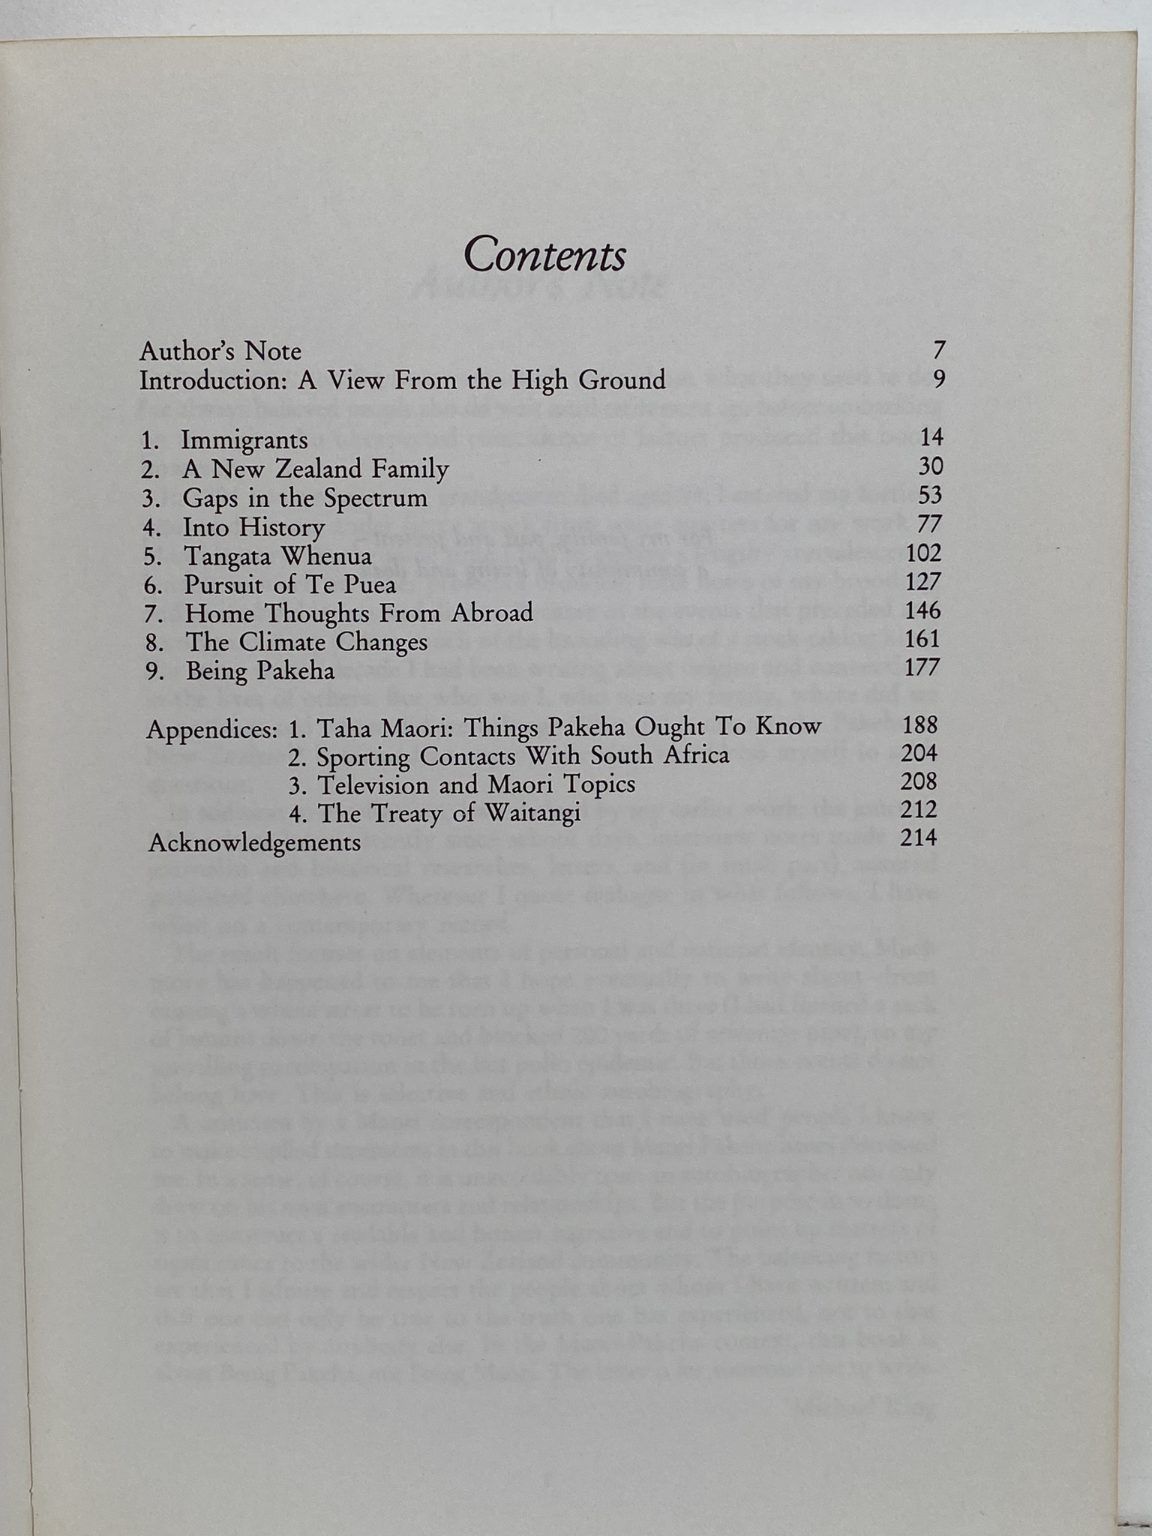 Contents
Author's Note 7
Introduction: A View From the High Ground 9
1. Immigrants 14
2. A New Zealand Family 30
3. Gaps in the Spectrum 53
4. Into History 77
5. Tangata Whenua 102
6. Pursuit of Te Puea 127
7. Home Thoughts From Abroad 146
8. The Climate Changes 161
9. Being Pakeha 177
Appendices: 1. Taha Maori: Things Pakeha Ought To Know 188
2. Sporting Contacts With South Africa 204
3. Television and Maori Topics 208
4. The Treaty of Waitangi 212
Acknowledgements 214